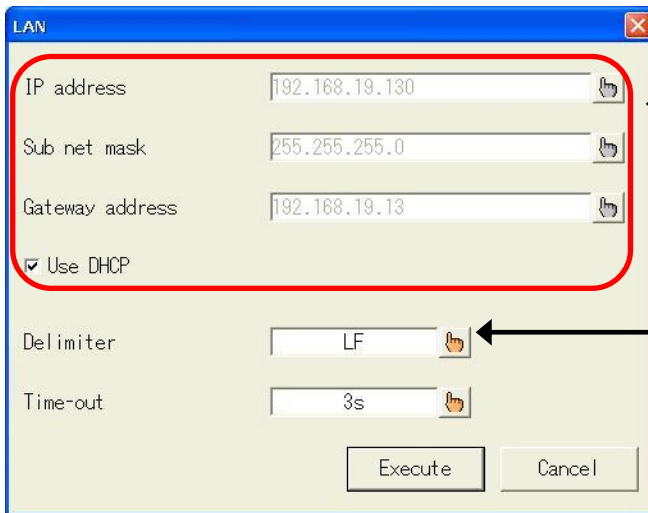 LAN
IP address 192.168.19.130
Sub net mask 255.255.255.0
Gateway address 192.168.19.13
Use DHCP
Delimiter LF
Time-out 3s
Execute Cancel